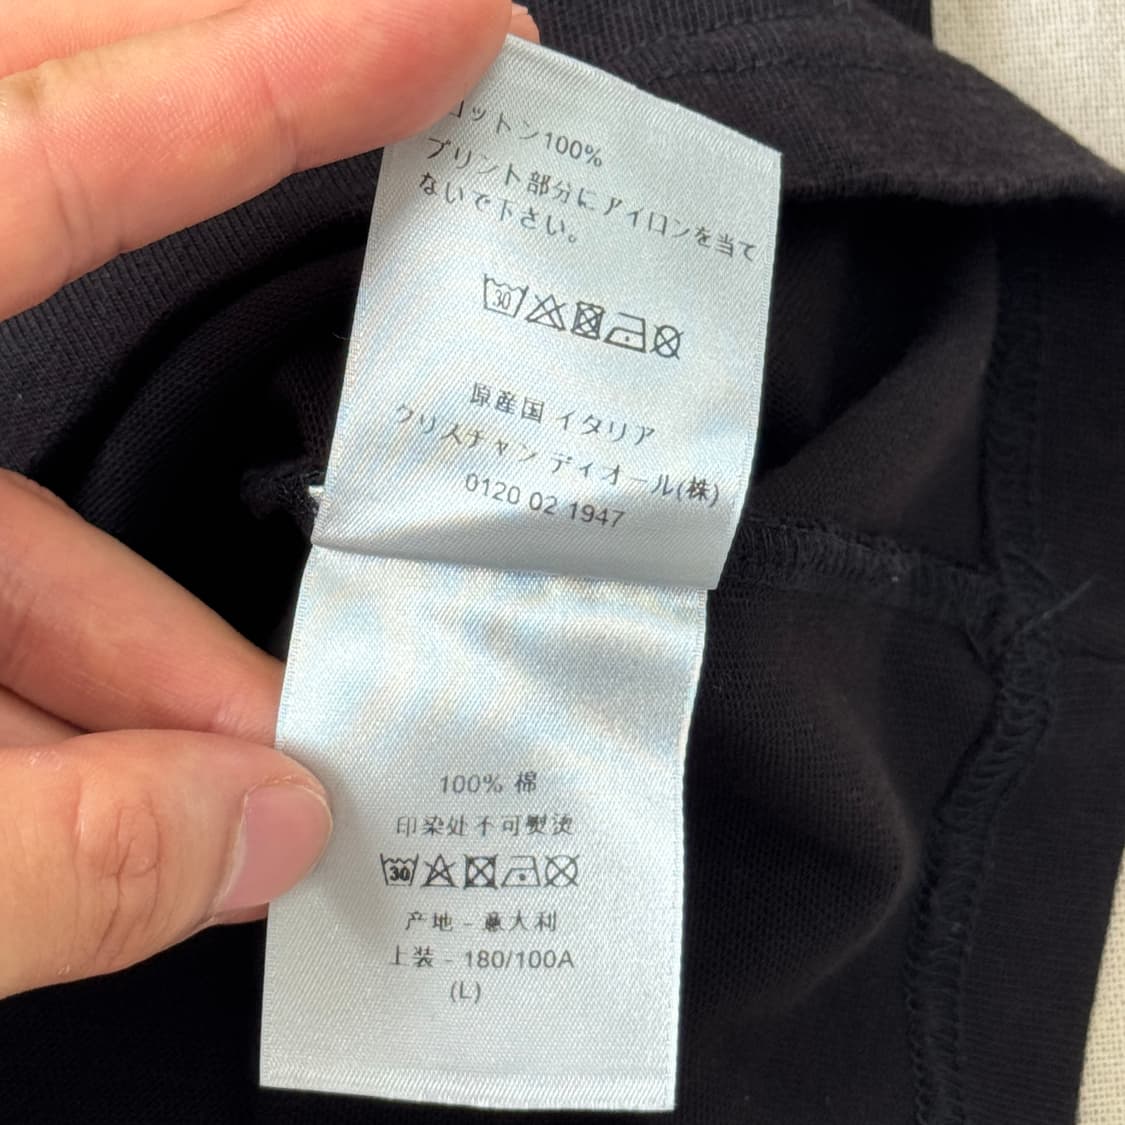 コットン100%
プリント部分にアイロンを当て
ないで下さい。
30
原産国 イタリア
クリスチャン ディオール(株)
0120 02 1947
100% 棉
印染处不可熨烫
30
产地 - 意大利
上装 - 180/100A
(L)